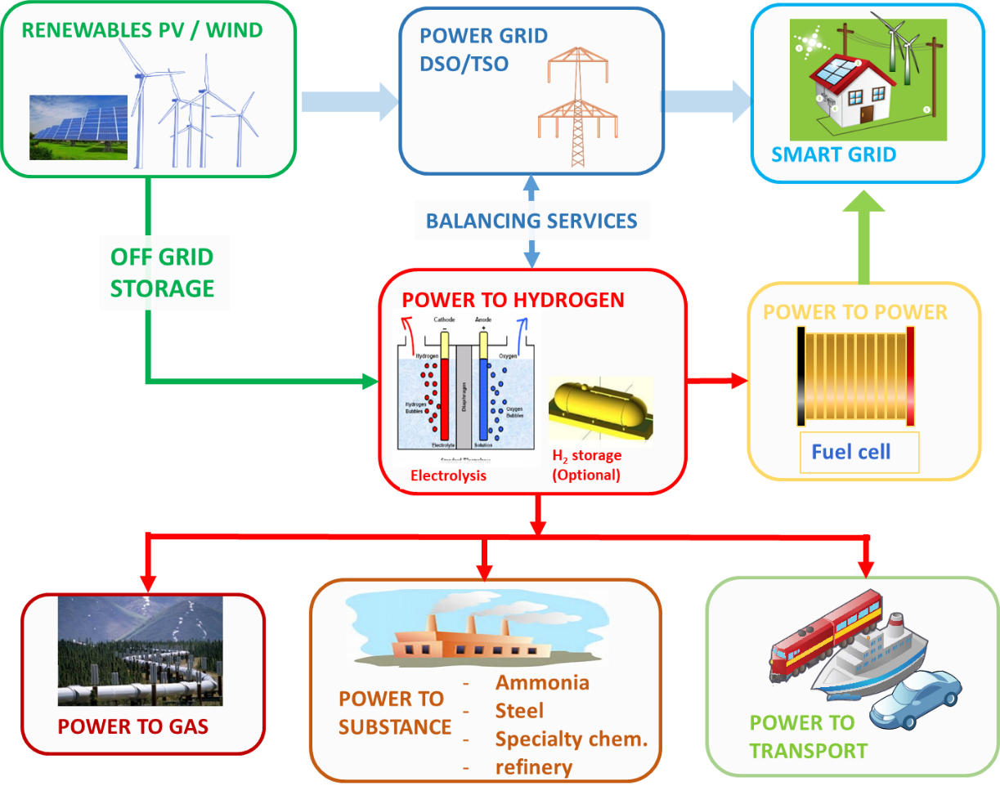 RENEWABLES PV / WIND
POWER GRID
DSO/TSO
SMART GRID
BALANCING SERVICES
OFF GRID
STORAGE
POWER TO HYDROGEN
Cathode
Anode
−
+
Hydrogen
Oxygen
Hydrogen
Bubbles
Diaphragm
Oxygen
Bubbles
Electrolyte
Solution
Electrolysis
H₂ storage
(Optional)
POWER TO POWER
Fuel cell
POWER TO GAS
POWER TO
SUBSTANCE
- Ammonia
- Steel
- Specialty chem.
- refinery
POWER TO
TRANSPORT